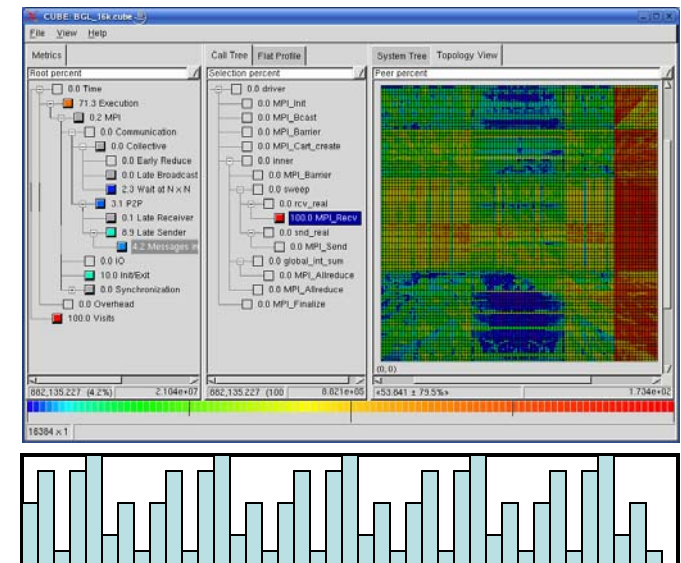 CUBE: BGL_16k.cube
File View Help
Metrics
Root percent
0.0 Time
71.3 Execution
0.2 MPI
0.0 Communication
0.0 Collective
0.0 Early Reduce
0.0 Late Broadcast
2.3 Wait at N x N
3.1 P2P
0.1 Late Receiver
8.9 Late Sender
4.2 Messages in
0.0 IO
10.0 Init/Exit
0.0 Synchronization
0.0 Overhead
100.0 Visits
882,135.227 (4.2%) 2.104e+07
Call Tree Flat Profile
Selection percent
0.0 driver
0.0 MPI_Init
0.0 MPI_Bcast
0.0 MPI_Barrier
0.0 MPI_Cart_create
0.0 inner
0.0 MPI_Barrier
0.0 sweep
0.0 rcv_real
100.0 MPI_Recv
0.0 snd_real
0.0 MPI_Send
0.0 global_int_sum
0.0 MPI_Allreduce
0.0 MPI_Allreduce
0.0 MPI_Finalize
882,135.227 (100 8.821e+05
System Tree Topology View
Peer percent
(0, 0)
<53.841 ± 79.5%> 1.734e+02
16384 x 1